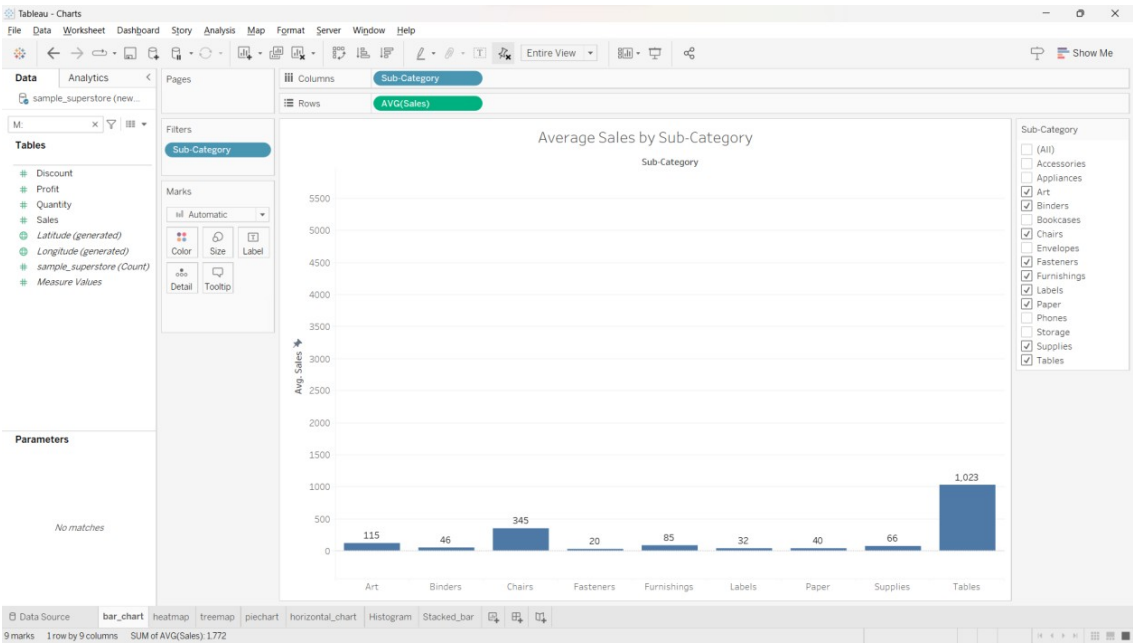 Tableau - Charts
File Data Worksheet Dashboard Story Analysis Map Format Server Window Help
Entire View
Show Me
Data Analytics
sample_superstore (new...
M:
Tables
Discount
Profit
Quantity
Sales
Latitude (generated)
Longitude (generated)
sample_superstore (Count)
Measure Values
Parameters
No matches
Pages
Filters
Sub-Category
Marks
Automatic
Color Size Label
Detail Tooltip
Columns Sub-Category
Rows AVG(Sales)
Average Sales by Sub-Category
Sub-Category
Avg. Sales
5500
5000
4500
4000
3500
3000
2500
2000
1500
1000
500
0
115 46 345 20 85 32 40 66 1,023
Art Binders Chairs Fasteners Furnishings Labels Paper Supplies Tables
Sub-Category
(All)
Accessories
Appliances
Art
Binders
Bookcases
Chairs
Envelopes
Fasteners
Furnishings
Labels
Paper
Phones
Storage
Supplies
Tables
Data Source bar_chart heatmap treemap piechart horizontal_chart Histogram Stacked_bar
9 marks 1 row by 9 columns SUM of AVG(Sales): 1,772